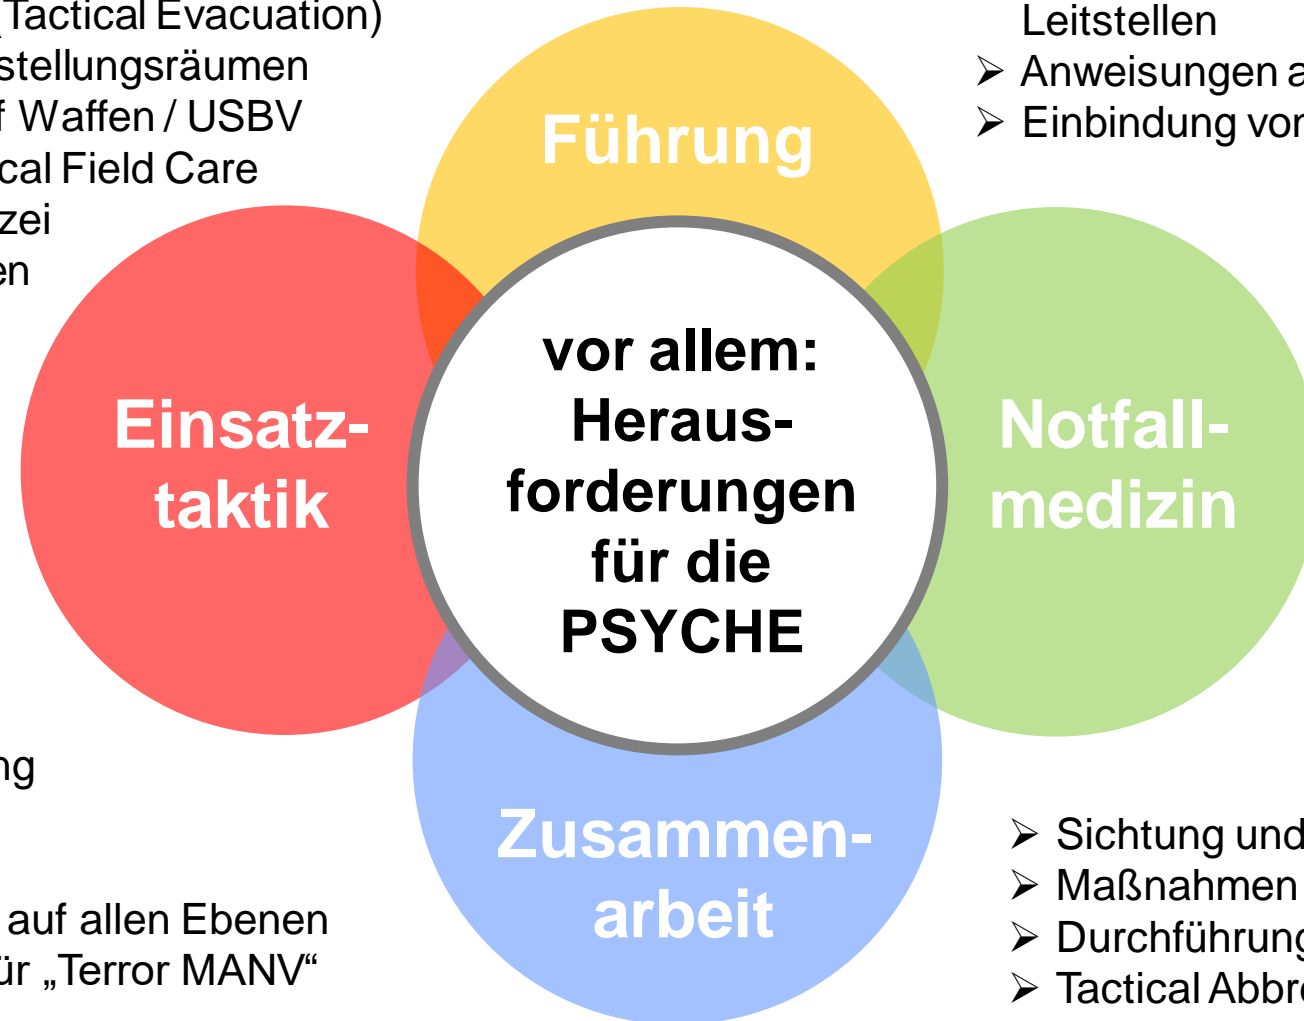 (Tactical Evacuation)
stellungsräumen
f Waffen / USBV
cal Field Care
zei
en
Leitstellen
➢ Anweisungen a
➢ Einbindung vor
Führung
Einsatz-
taktik
vor allem:
Heraus-
forderungen
für die
PSYCHE
Notfall-
medizin
Zusammen-
arbeit
ng
auf allen Ebenen
ür „Terror MANV“
➢ Sichtung und
➢ Maßnahmen
➢ Durchführung
➢ Tactical Abbre